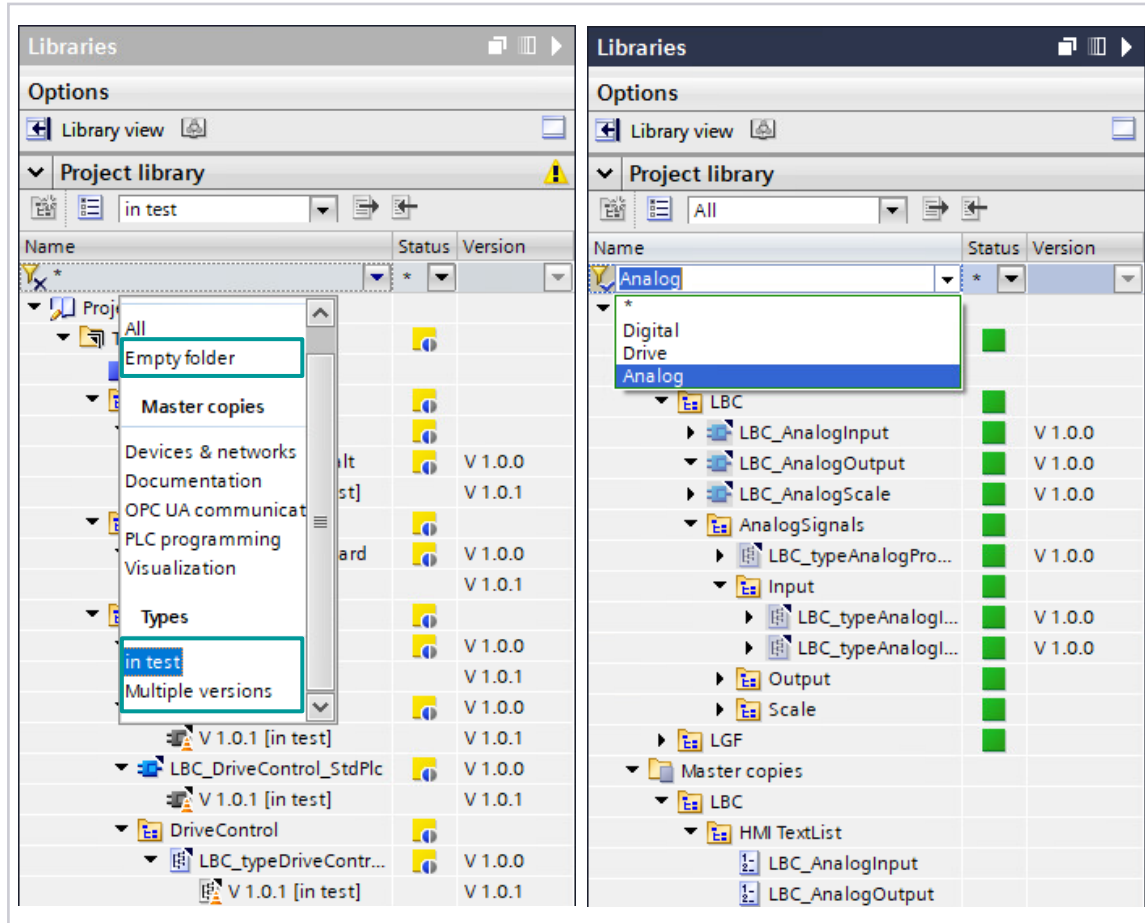 Libraries
Options
Library view
Project library
in test
Name Status Version
* *
All
Empty folder
Master copies
Devices & networks
V 1.0.0
Documentation
V 1.0.1
OPC UA communicat
PLC programming
V 1.0.0
Visualization
V 1.0.1
Types
V 1.0.0
in test
V 1.0.1
Multiple versions
V 1.0.0
V 1.0.1 [in test] V 1.0.1
LBC_DriveControl_StdPlc V 1.0.0
V 1.0.1 [in test] V 1.0.1
DriveControl
LBC_typeDriveContr... V 1.0.0
V 1.0.1 [in test] V 1.0.1
Libraries
Options
Library view
Project library
All
Name Status Version
Analog *
*
Digital
Drive
Analog
LBC
LBC_AnalogInput V 1.0.0
LBC_AnalogOutput V 1.0.0
LBC_AnalogScale V 1.0.0
AnalogSignals
LBC_typeAnalogPro... V 1.0.0
Input
LBC_typeAnalogI... V 1.0.0
LBC_typeAnalogI... V 1.0.0
Output
Scale
LGF
Master copies
LBC
HMI TextList
LBC_AnalogInput
LBC_AnalogOutput